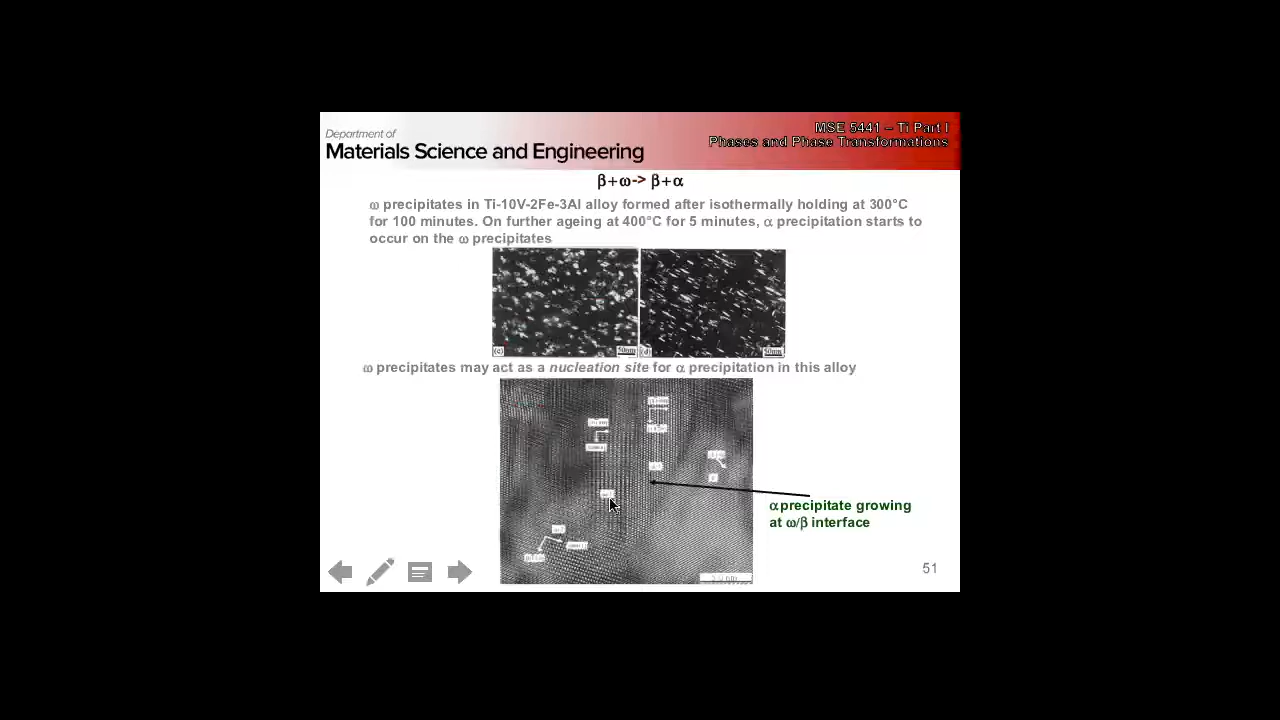 Department of
Materials Science and Engineering
MSE 5441 – Ti Part I
Phases and Phase Transformations
β+ω-> β+α
ω precipitates in Ti-10V-2Fe-3Al alloy formed after isothermally holding at 300°C
for 100 minutes. On further ageing at 400°C for 5 minutes, α precipitation starts to
occur on the ω precipitates
(c) 50nm (d) 50nm
ω precipitates may act as a nucleation site for α precipitation in this alloy
α precipitate growing
at ω/β interface
51